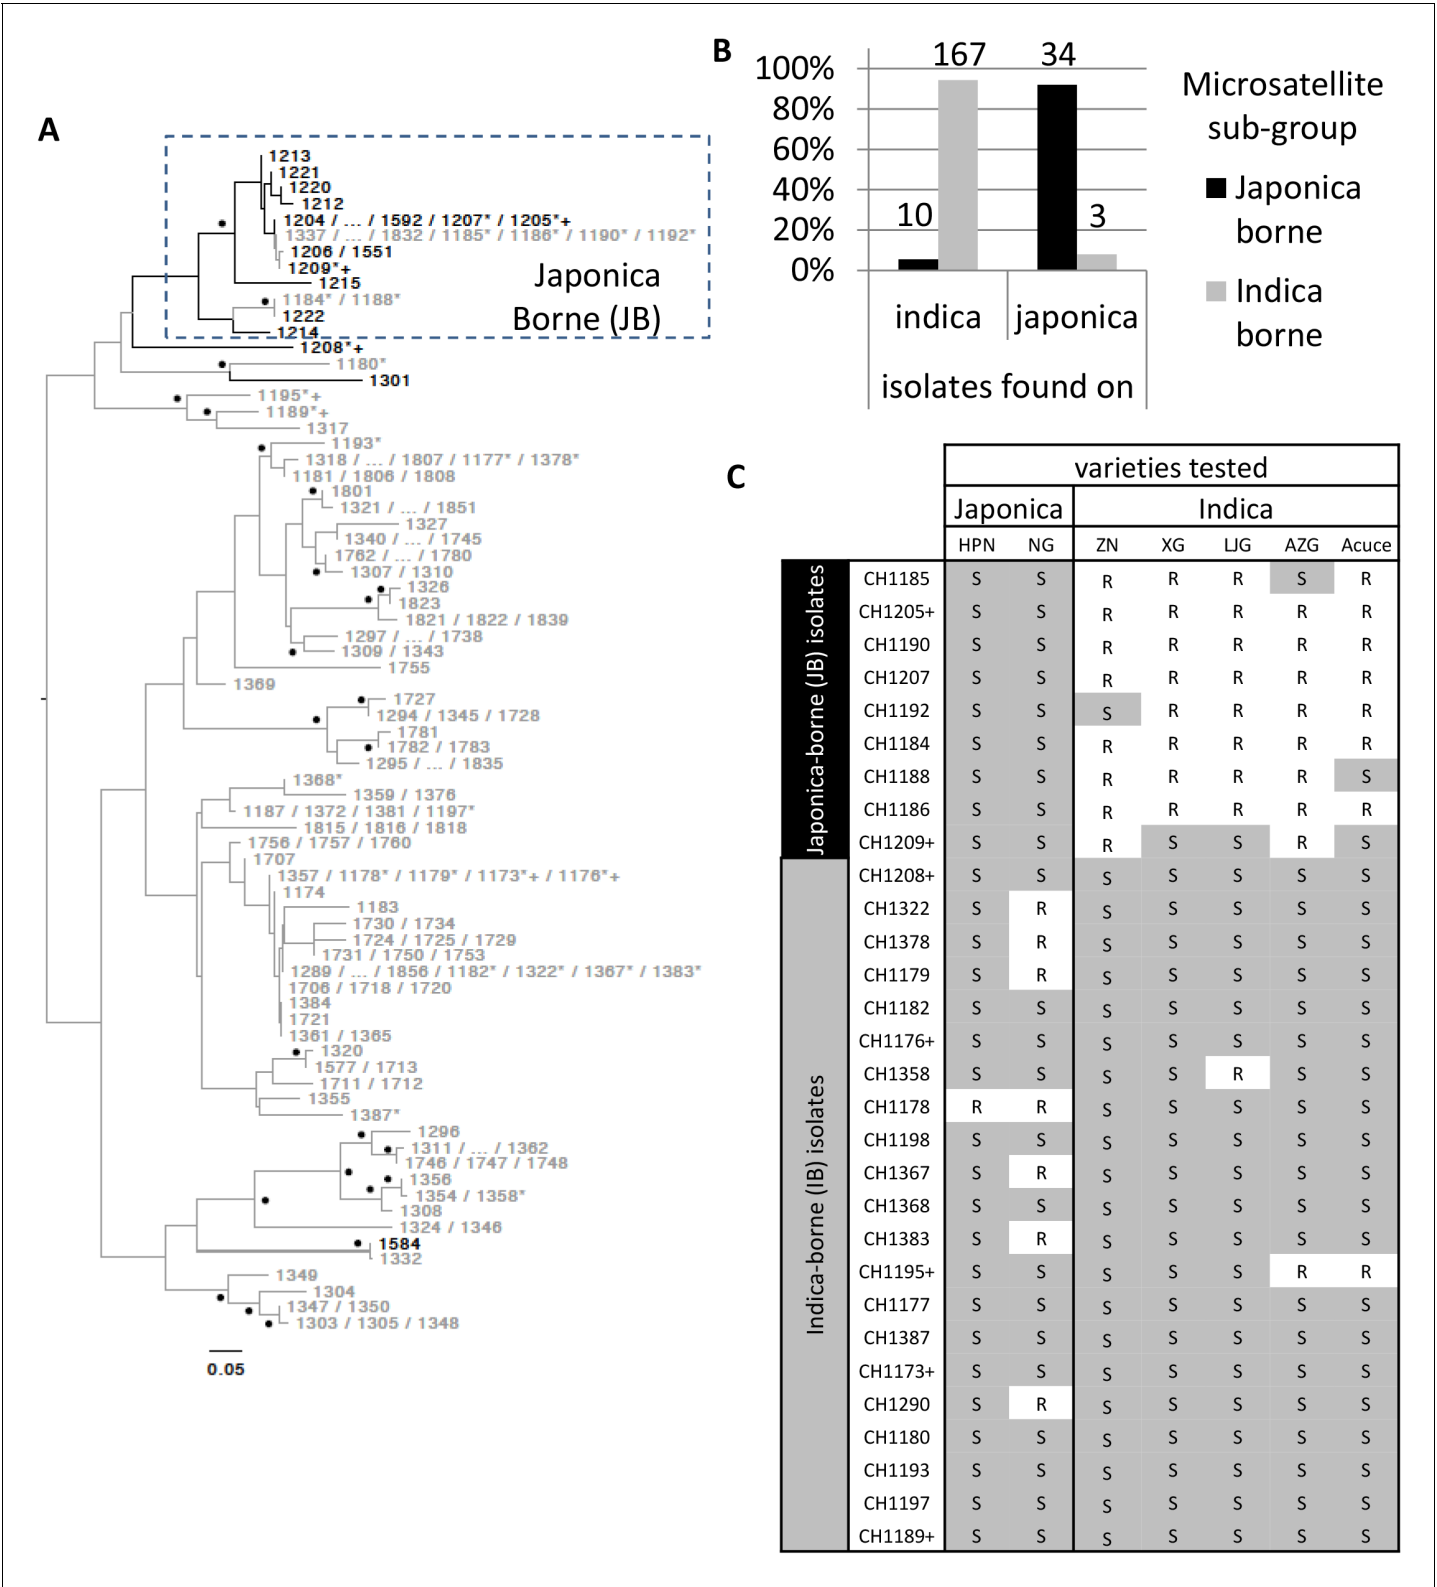 A
1213
1221
1220
1212
1204 / ... / 1592 / 1207* / 1205*+
1337 / ... / 1832 / 1185* / 1186* / 1190* / 1192*
1206 / 1551
1209*+
1215
1184* / 1188*
1222
1214
Japonica
Borne (JB)
1208*+
1180*
1301
1195*+
1189*+
1317
1193*
1318 / ... / 1807 / 1177* / 1378*
1181 / 1806 / 1808
1801
1321 / ... / 1851
1327
1340 / ... / 1745
1762 / ... / 1780
1307 / 1310
1326
1823
1821 / 1822 / 1839
1297 / ... / 1738
1309 / 1343
1755
1369
1727
1294 / 1345 / 1728
1781
1782 / 1783
1295 / ... / 1835
1368*
1359 / 1376
1187 / 1372 / 1381 / 1197*
1815 / 1816 / 1818
1756 / 1757 / 1760
1707
1357 / 1178* / 1179* / 1173*+ / 1176*+
1174
1183
1730 / 1734
1724 / 1725 / 1729
1731 / 1750 / 1753
1289 / ... / 1856 / 1182* / 1322* / 1367* / 1383*
1706 / 1718 / 1720
1384
1721
1361 / 1365
1320
1577 / 1713
1711 / 1712
1355
1387*
1296
1311 / ... / 1362
1746 / 1747 / 1748
1356
1354 / 1358*
1308
1324 / 1346
1584
1332
1349
1304
1347 / 1350
1303 / 1305 / 1348
0.05
B
167 34
100%
80%
60%
40%
20%
0%
10 3
indica japonica
isolates found on
Microsatellite
sub-group
Japonica
borne
Indica
borne
C
varieties tested
Japonica Indica
HPN NG ZN XG LJG AZG Acuce
Japonica-borne (JB) isolates
CH1185 S S R R R S R
CH1205+ S S R R R R R
CH1190 S S R R R R R
CH1207 S S R R R R R
CH1192 S S S R R R R
CH1184 S S R R R R R
CH1188 S S R R R R S
CH1186 S S R R R R R
CH1209+ S S R S S R S
Indica-borne (IB) isolates
CH1208+ S S S S S S S
CH1322 S R S S S S S
CH1378 S R S S S S S
CH1179 S R S S S S S
CH1182 S S S S S S S
CH1176+ S S S S S S S
CH1358 S S S S R S S
CH1178 R R S S S S S
CH1198 S S S S S S S
CH1367 S R S S S S S
CH1368 S S S S S S S
CH1383 S R S S S S S
CH1195+ S S S S S R R
CH1177 S S S S S S S
CH1387 S S S S S S S
CH1173+ S S S S S S S
CH1290 S R S S S S S
CH1180 S S S S S S S
CH1193 S S S S S S S
CH1197 S S S S S S S
CH1189+ S S S S S S S